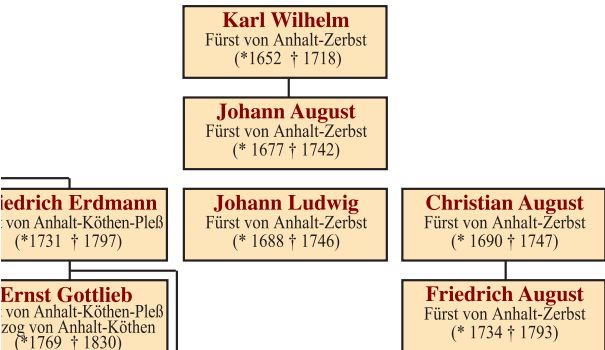 Karl Wilhelm
Fürst von Anhalt-Zerbst
(*1652 † 1718)
Johann August
Fürst von Anhalt-Zerbst
(* 1677 † 1742)
iedrich Erdmann
t von Anhalt-Köthen-Pleß
(*1731 † 1797)
Johann Ludwig
Fürst von Anhalt-Zerbst
(* 1688 † 1746)
Christian August
Fürst von Anhalt-Zerbst
(* 1690 † 1747)
Ernst Gottlieb
t von Anhalt-Köthen-Pleß
zog von Anhalt-Köthen
(*1769 † 1830)
Friedrich August
Fürst von Anhalt-Zerbst
(* 1734 † 1793)